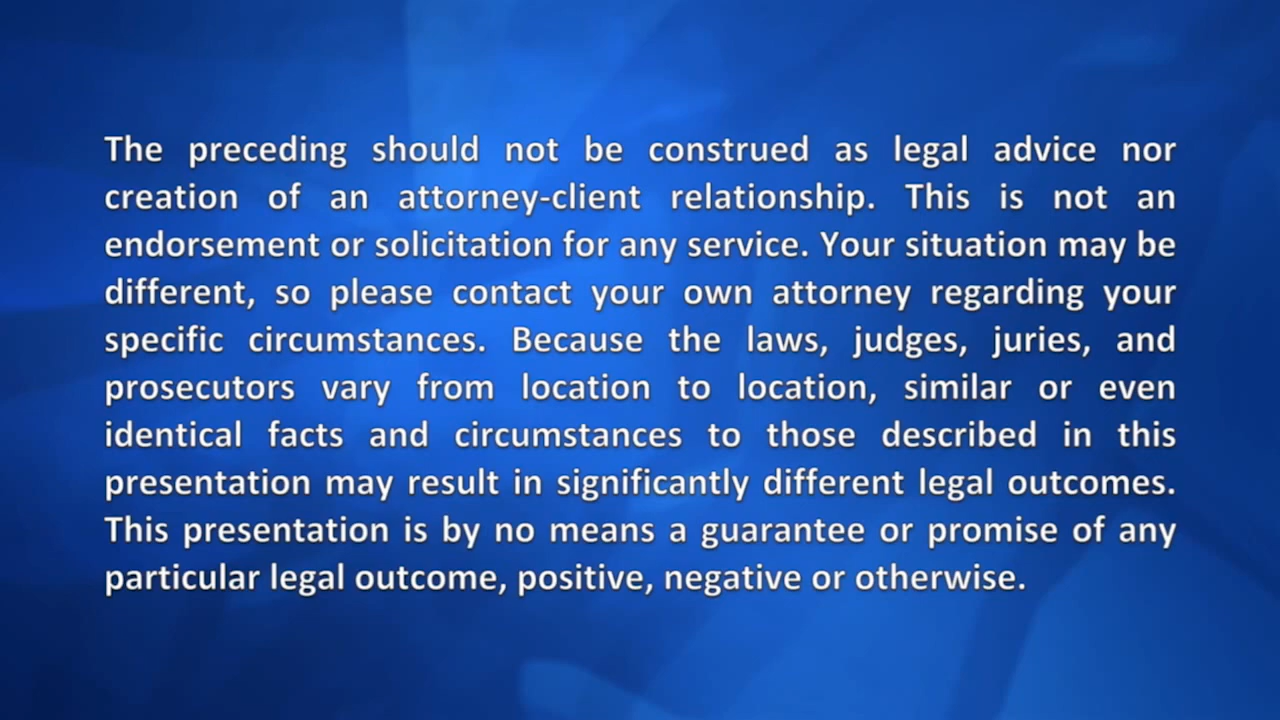 The preceding should not be construed as legal advice nor
creation of an attorney-client relationship. This is not an
endorsement or solicitation for any service. Your situation may be
different, so please contact your own attorney regarding your
specific circumstances. Because the laws, judges, juries, and
prosecutors vary from location to location, similar or even
identical facts and circumstances to those described in this
presentation may result in significantly different legal outcomes.
This presentation is by no means a guarantee or promise of any
particular legal outcome, positive, negative or otherwise.